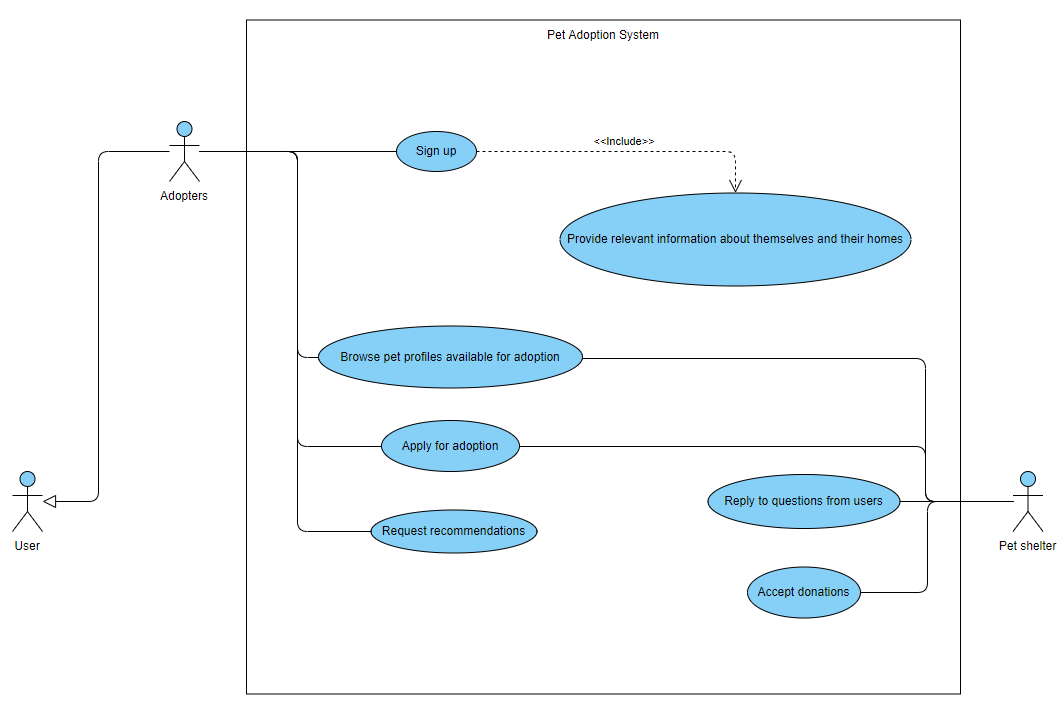 Pet Adoption System
<<Include>>
Sign up
Adopters
Provide relevant information about themselves and their homes
Browse pet profiles available for adoption
Apply for adoption
Reply to questions from users
Request recommendations
User
Pet shelter
Accept donations